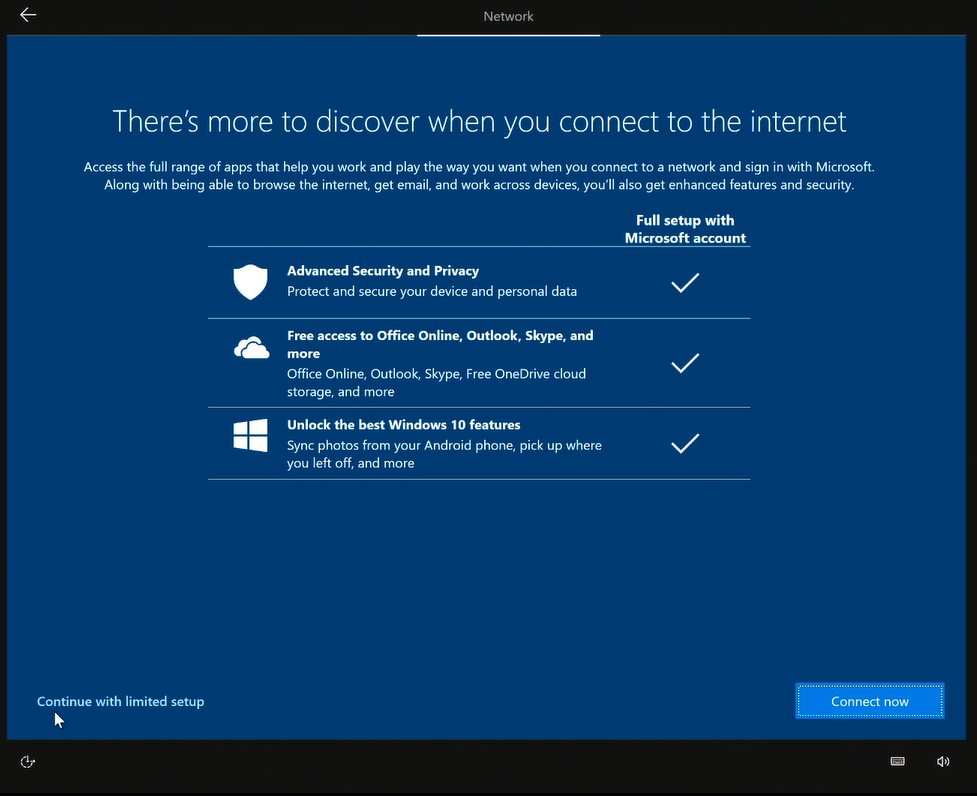 Network
There's more to discover when you connect to the internet
Access the full range of apps that help you work and play the way you want when you connect to a network and sign in with Microsoft.
Along with being able to browse the internet, get email, and work across devices, you'll also get enhanced features and security.
Full setup with
Microsoft account
Advanced Security and Privacy
Protect and secure your device and personal data
Free access to Office Online, Outlook, Skype, and
more
Office Online, Outlook, Skype, Free OneDrive cloud
storage, and more
Unlock the best Windows 10 features
Sync photos from your Android phone, pick up where
you left off, and more
Continue with limited setup
Connect now